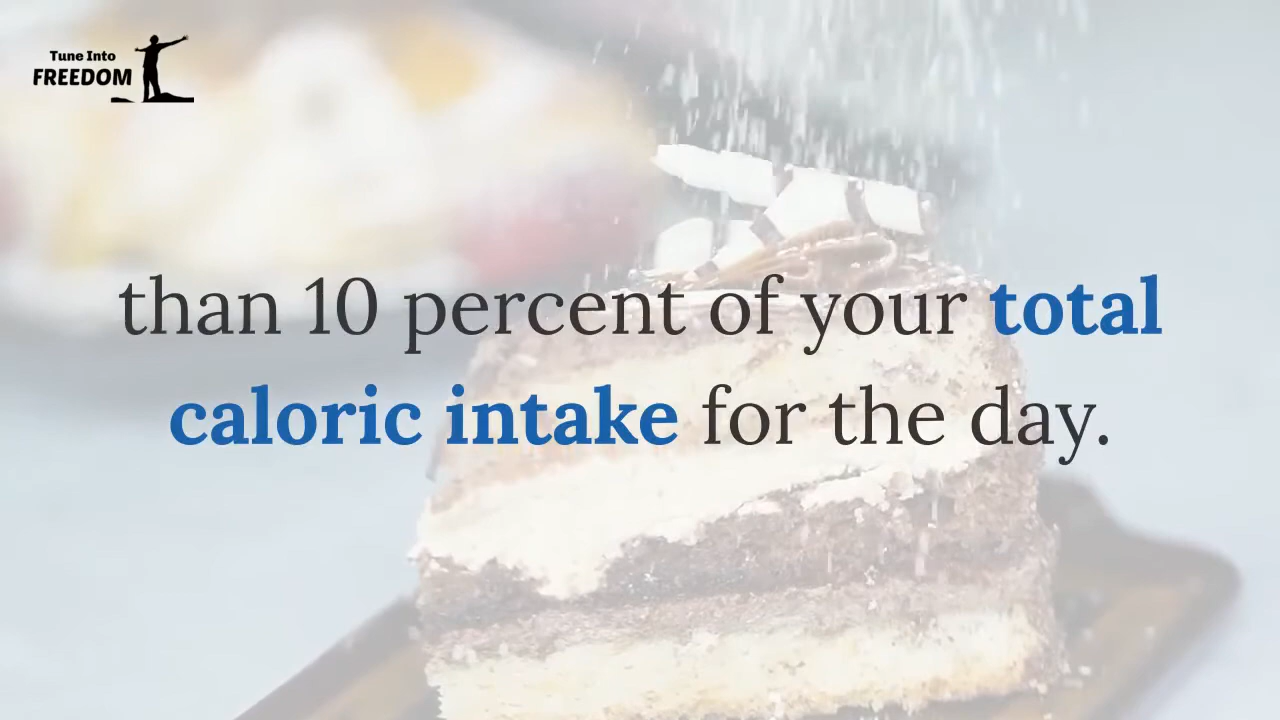 Tune Into
FREEDOM
than 10 percent of your total
caloric intake for the day.